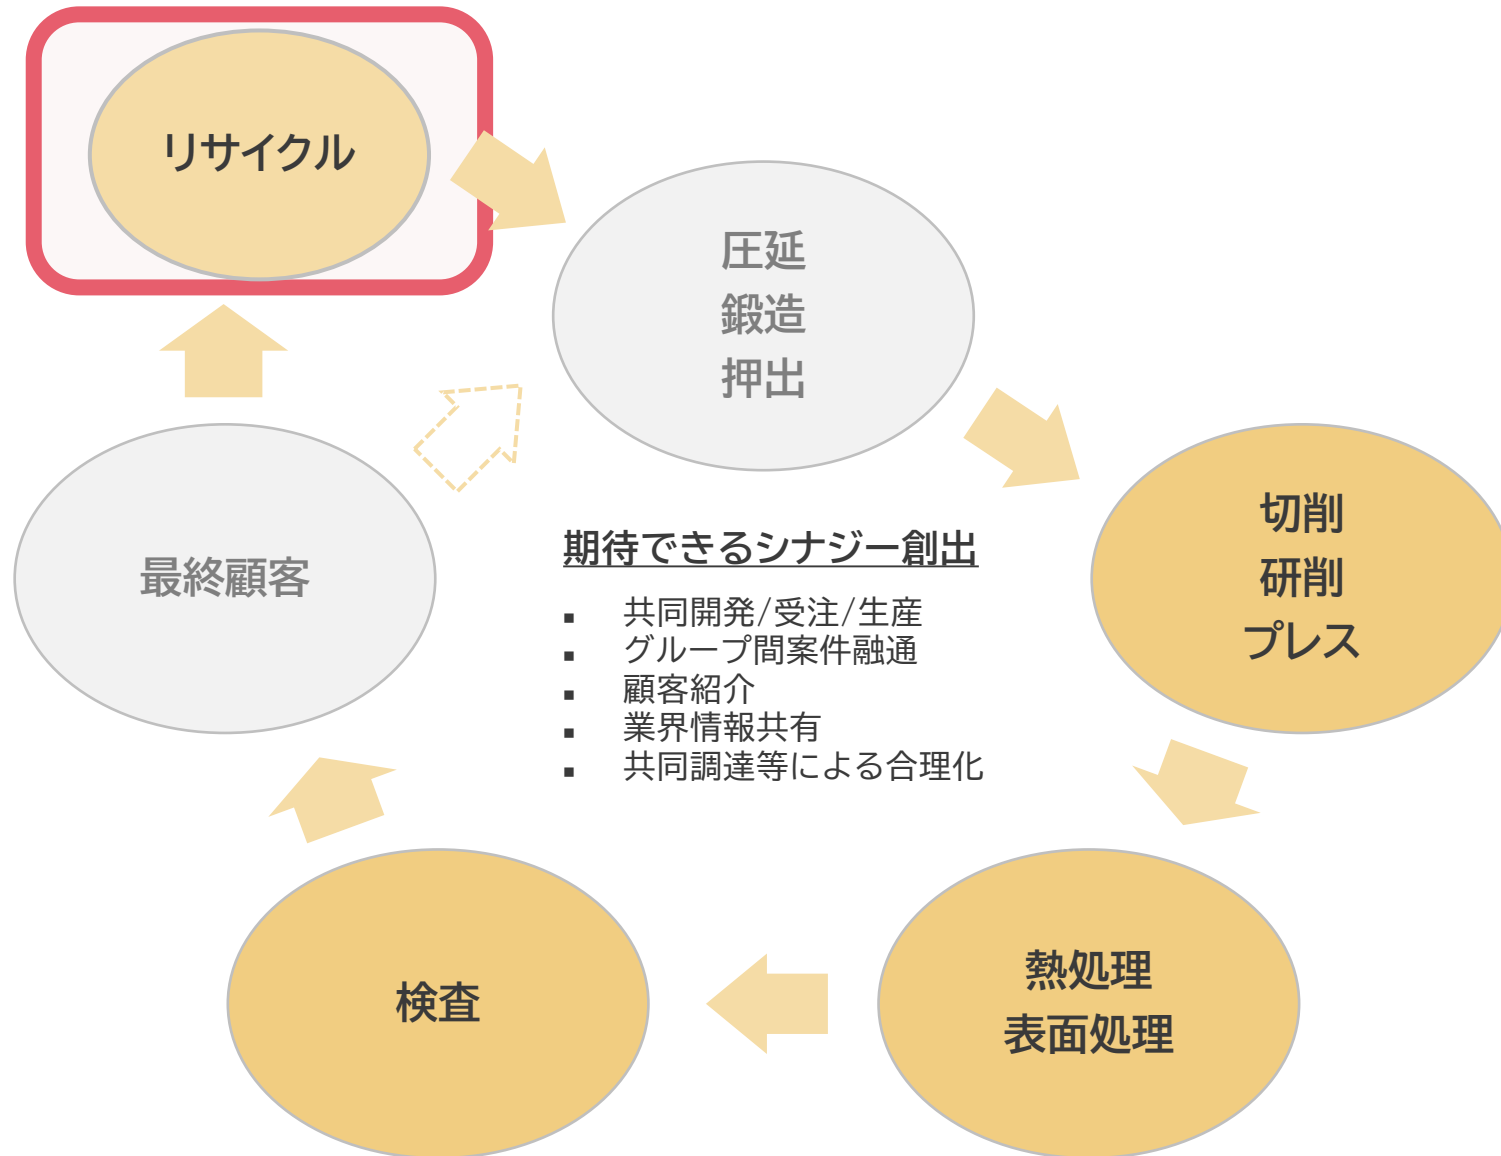 リサイクル
圧延
鍛造
押出
切削
研削
プレス
熱処理
表面処理
検査
最終顧客
期待できるシナジー創出
▪ 共同開発/受注/生産
▪ グループ間案件融通
▪ 顧客紹介
▪ 業界情報共有
▪ 共同調達等による合理化